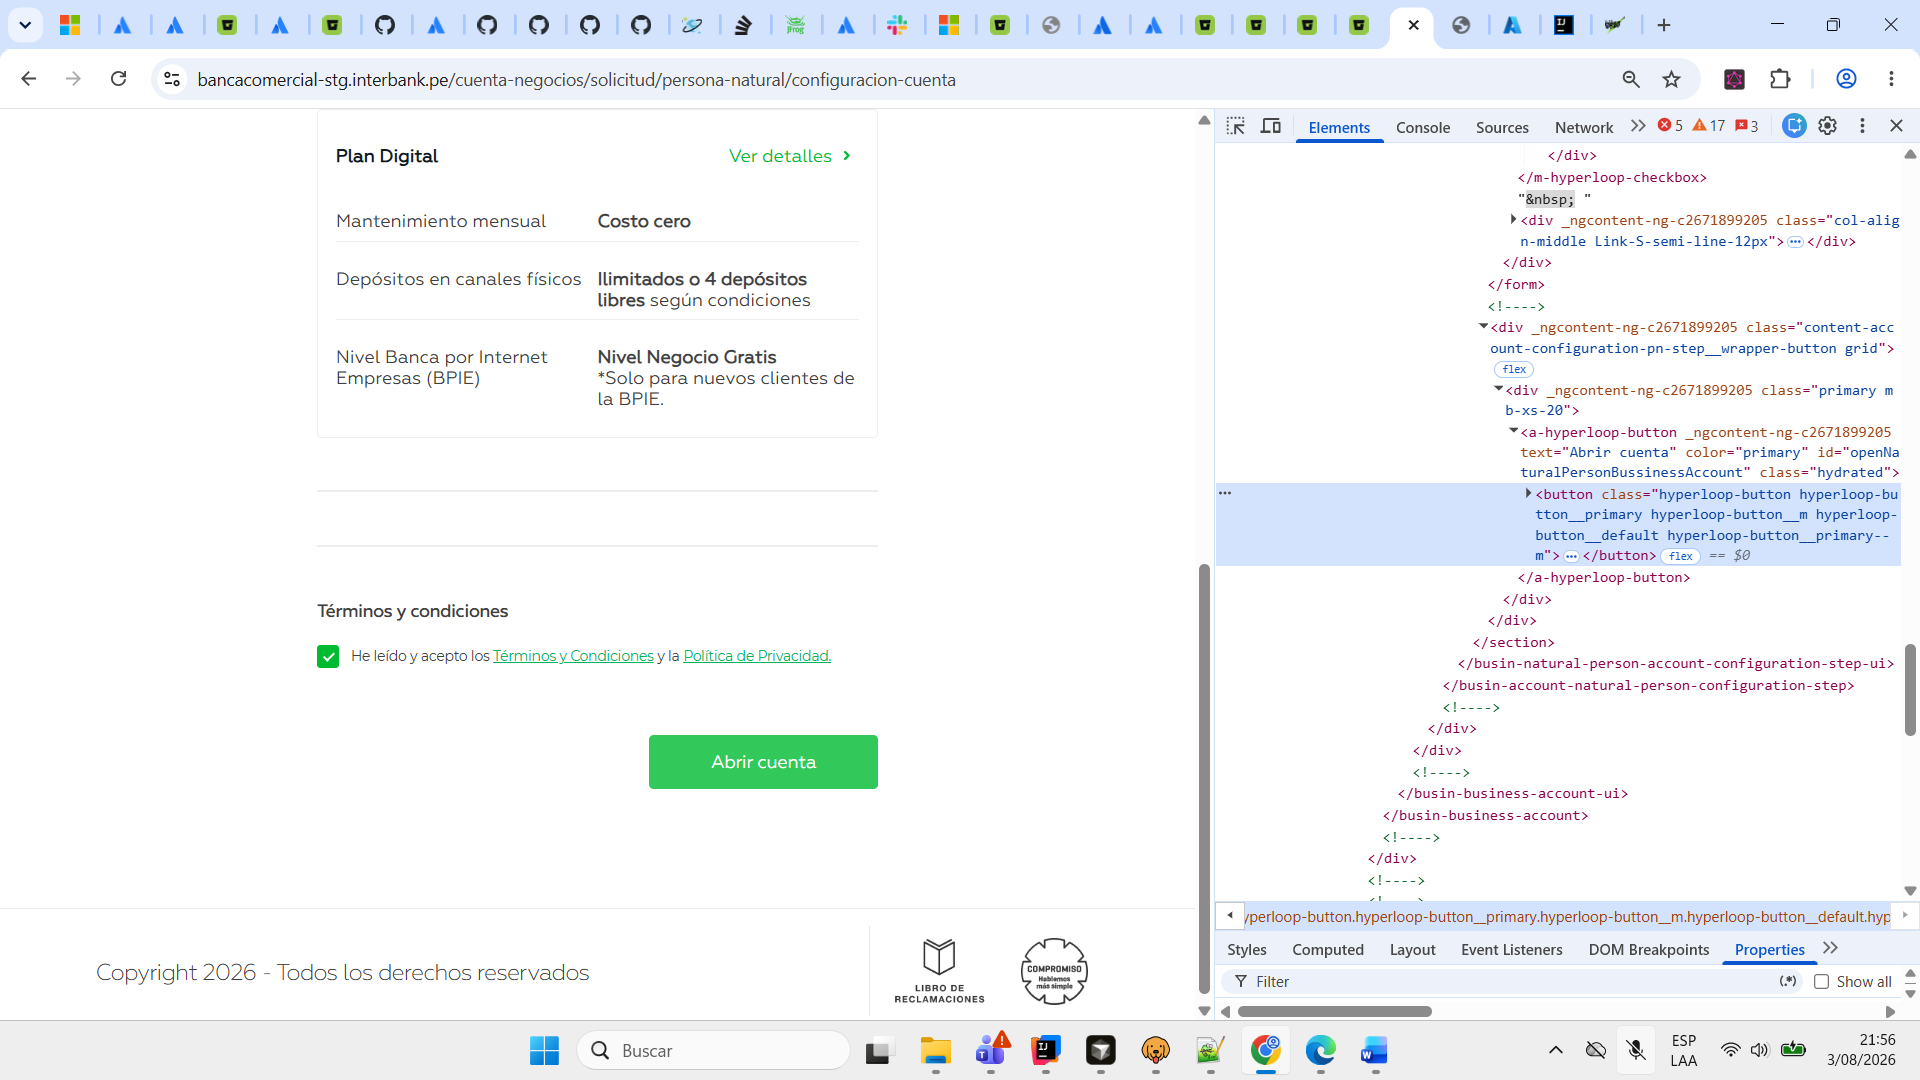 bancacomercial-stg.interbank.pe/cuenta-negocios/solicitud/persona-natural/configuracion-cuenta
Plan Digital
Ver detalles
Mantenimiento mensual
Costo cero
Depósitos en canales físicos
Ilimitados o 4 depósitos
libres según condiciones
Nivel Banca por Internet
Empresas (BPIE)
Nivel Negocio Gratis
*Solo para nuevos clientes de
la BPIE.
Términos y condiciones
He leído y acepto los Términos y Condiciones y la Política de Privacidad.
Abrir cuenta
Copyright 2026 - Todos los derechos reservados
LIBRO DE
RECLAMACIONES
COMPROMISO
Hablemos
más simple
Elements
Console
Sources
Network
5
17
3
</div>
</m-hyperloop-checkbox>
"&nbsp; "
<div _ngcontent-ng-c2671899205 class="col-alig
n-middle Link-S-semi-line-12px"> ⋯ </div>
</div>
</form>
<!---->
<div _ngcontent-ng-c2671899205 class="content-acc
ount-configuration-pn-step__wrapper-button grid">
flex
<div _ngcontent-ng-c2671899205 class="primary m
b-xs-20">
<a-hyperloop-button _ngcontent-ng-c2671899205
text="Abrir cuenta" color="primary" id="openNa
turalPersonBussinessAccount" class="hydrated">
<button class="hyperloop-button hyperloop-bu
tton__primary hyperloop-button__m hyperloop-
button__default hyperloop-button__primary--
m"> ⋯ </button> flex == $0
</a-hyperloop-button>
</div>
</div>
</section>
</busin-natural-person-account-configuration-step-ui>
</busin-account-natural-person-configuration-step>
<!---->
</div>
</div>
<!---->
</busin-business-account-ui>
</busin-business-account>
<!---->
</div>
<!---->
yperloop-button.hyperloop-button__primary.hyperloop-button__m.hyperloop-button__default.hyp
Styles
Computed
Layout
Event Listeners
DOM Breakpoints
Properties
Filter
(.*)
Show all
Buscar
ESP
LAA
21:56
3/08/2026